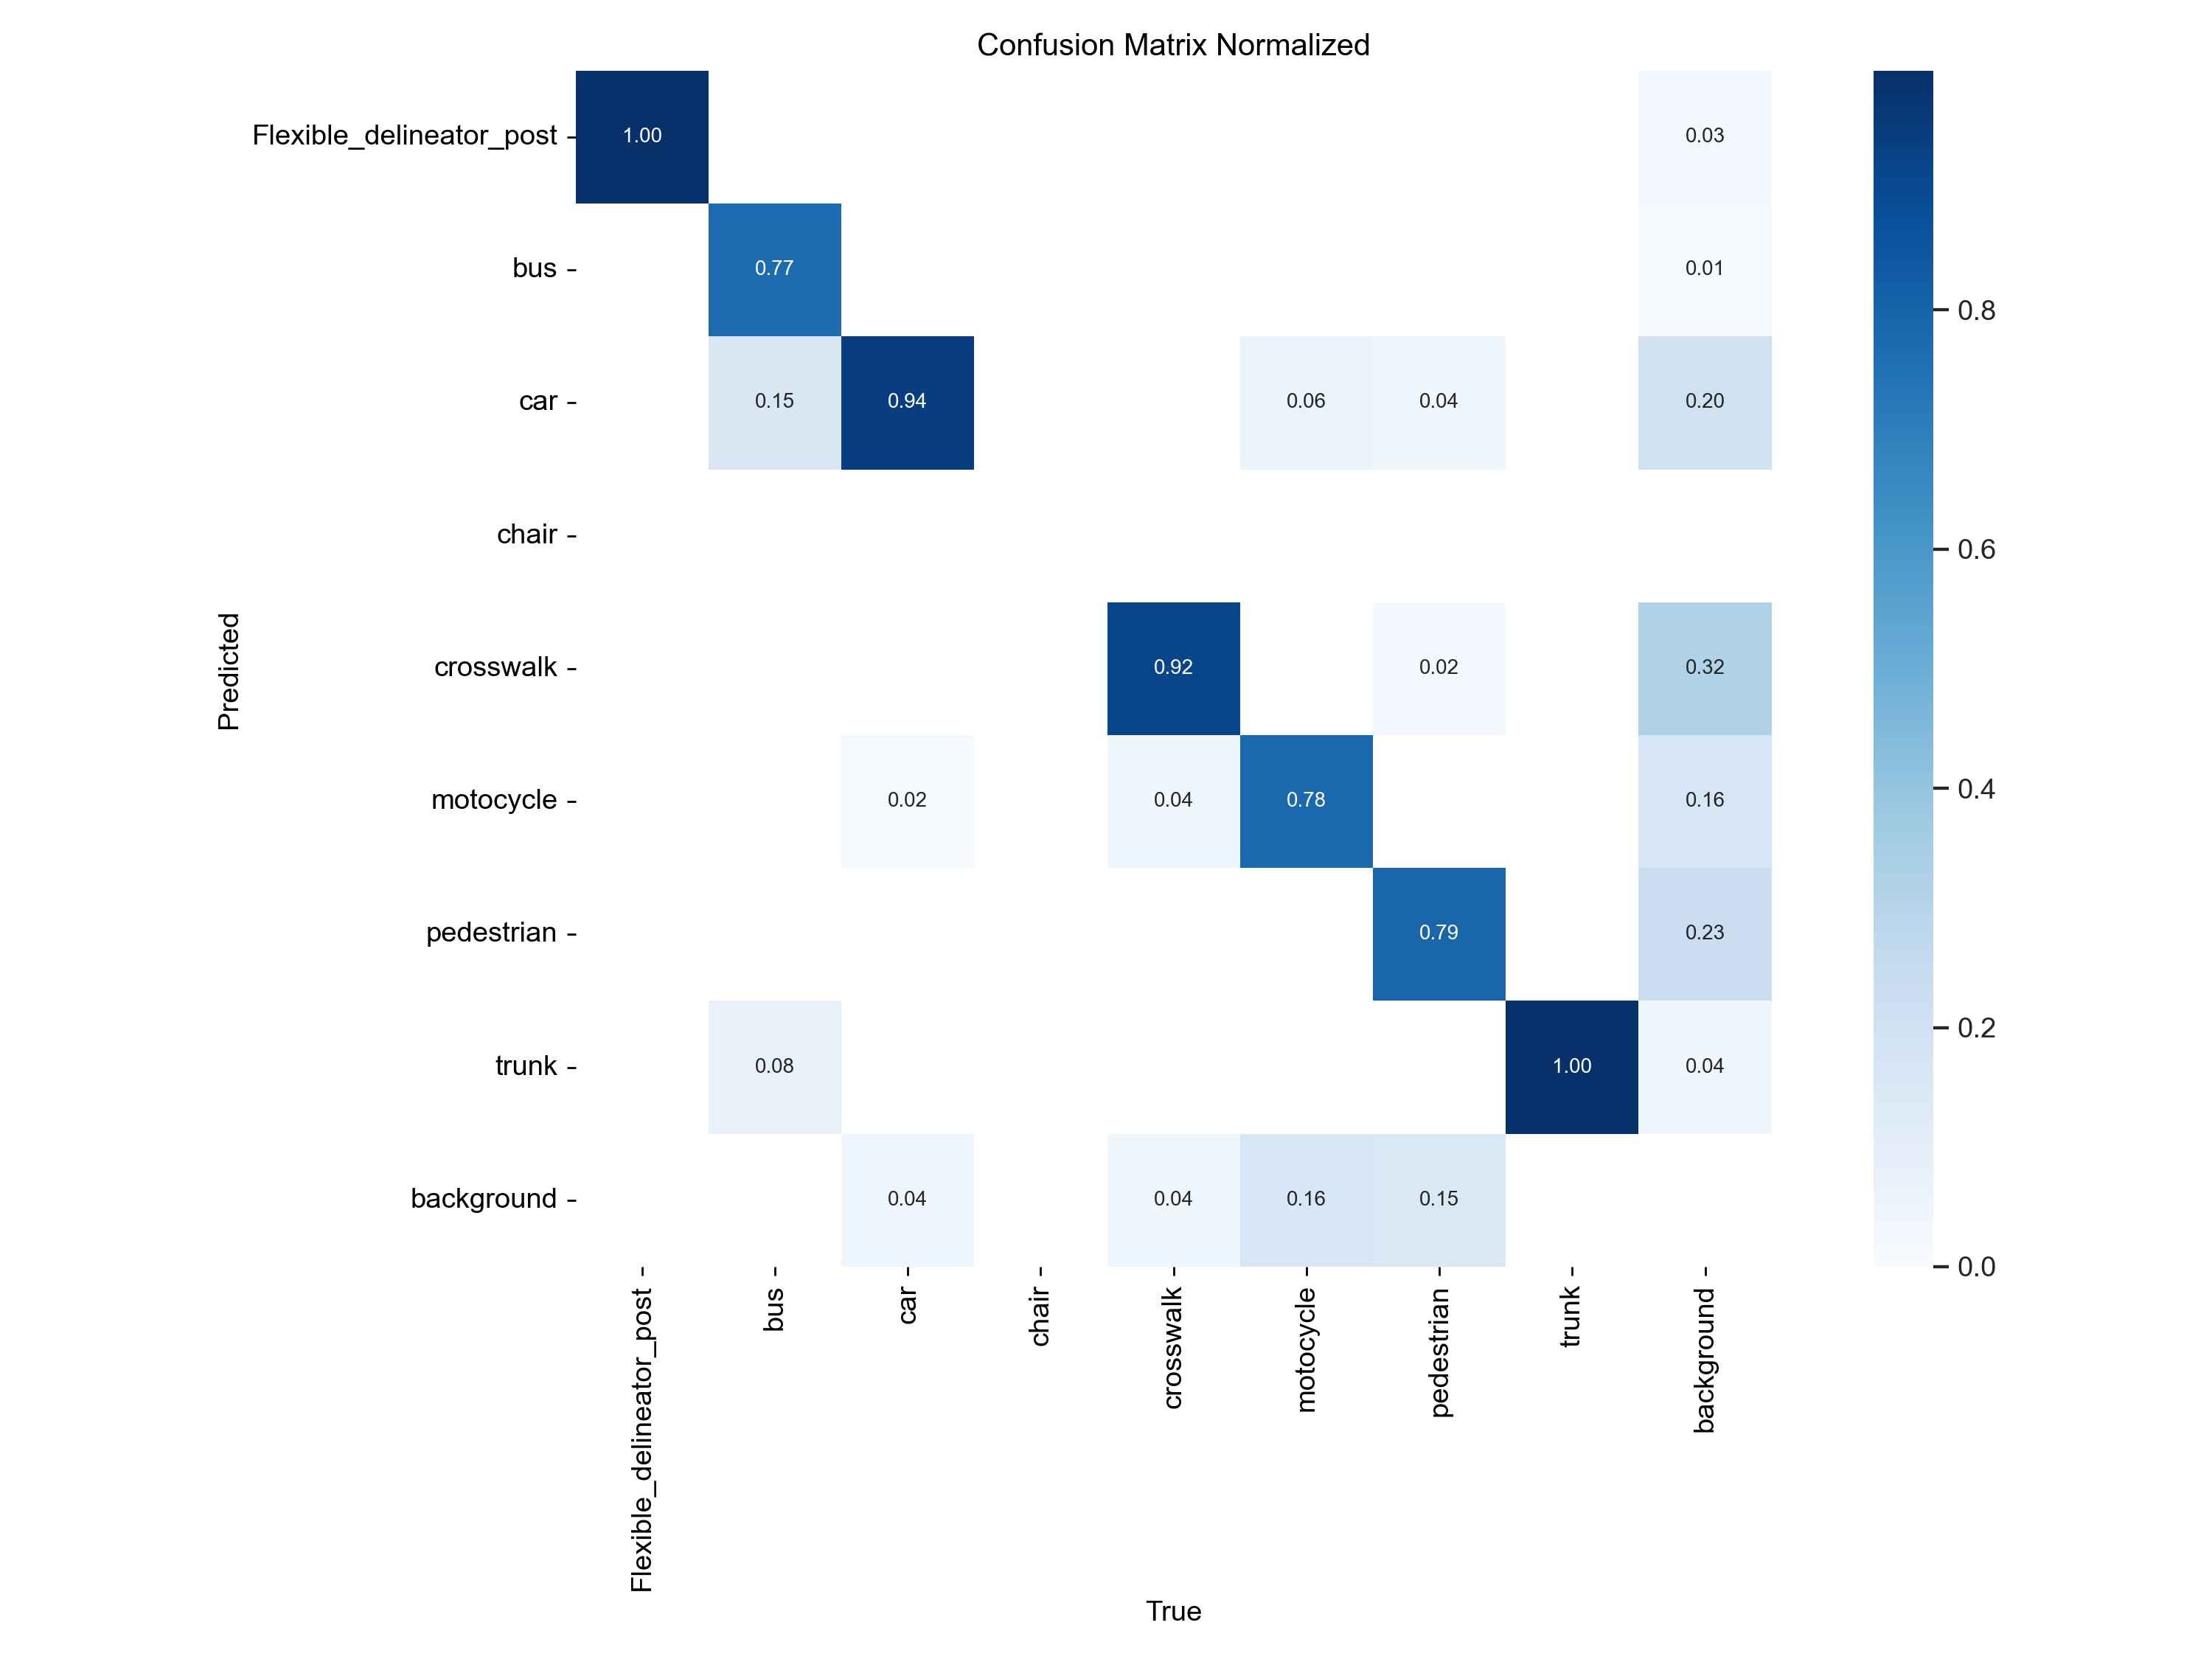 Confusion Matrix Normalized
Flexible_delineator_post
1.00
0.03
bus
0.77
0.01
0.8
car
0.15
0.94
0.06
0.04
0.20
chair
0.6
Predicted
crosswalk
0.92
0.02
0.32
motocycle
0.02
0.04
0.78
0.16
0.4
pedestrian
0.79
0.23
0.2
trunk
0.08
1.00
0.04
background
0.04
0.04
0.16
0.15
0.0
Flexible_delineator_post
bus
car
chair
crosswalk
motocycle
pedestrian
trunk
background
True